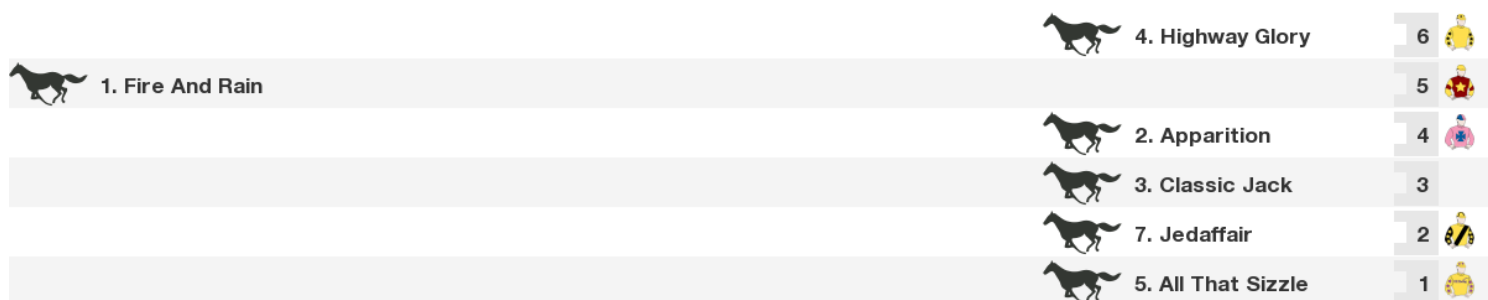 4. Highway Glory 6
1. Fire And Rain 5
2. Apparition 4
3. Classic Jack 3
7. Jedaffair 2
5. All That Sizzle 1